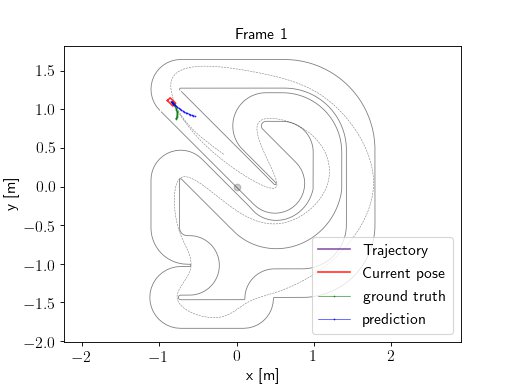 Frame 1
y [m]
1.5
1.0
0.5
0.0
−0.5
−1.0
−1.5
−2.0
Trajectory
Current pose
ground truth
prediction
−2
−1
0
1
2
x [m]